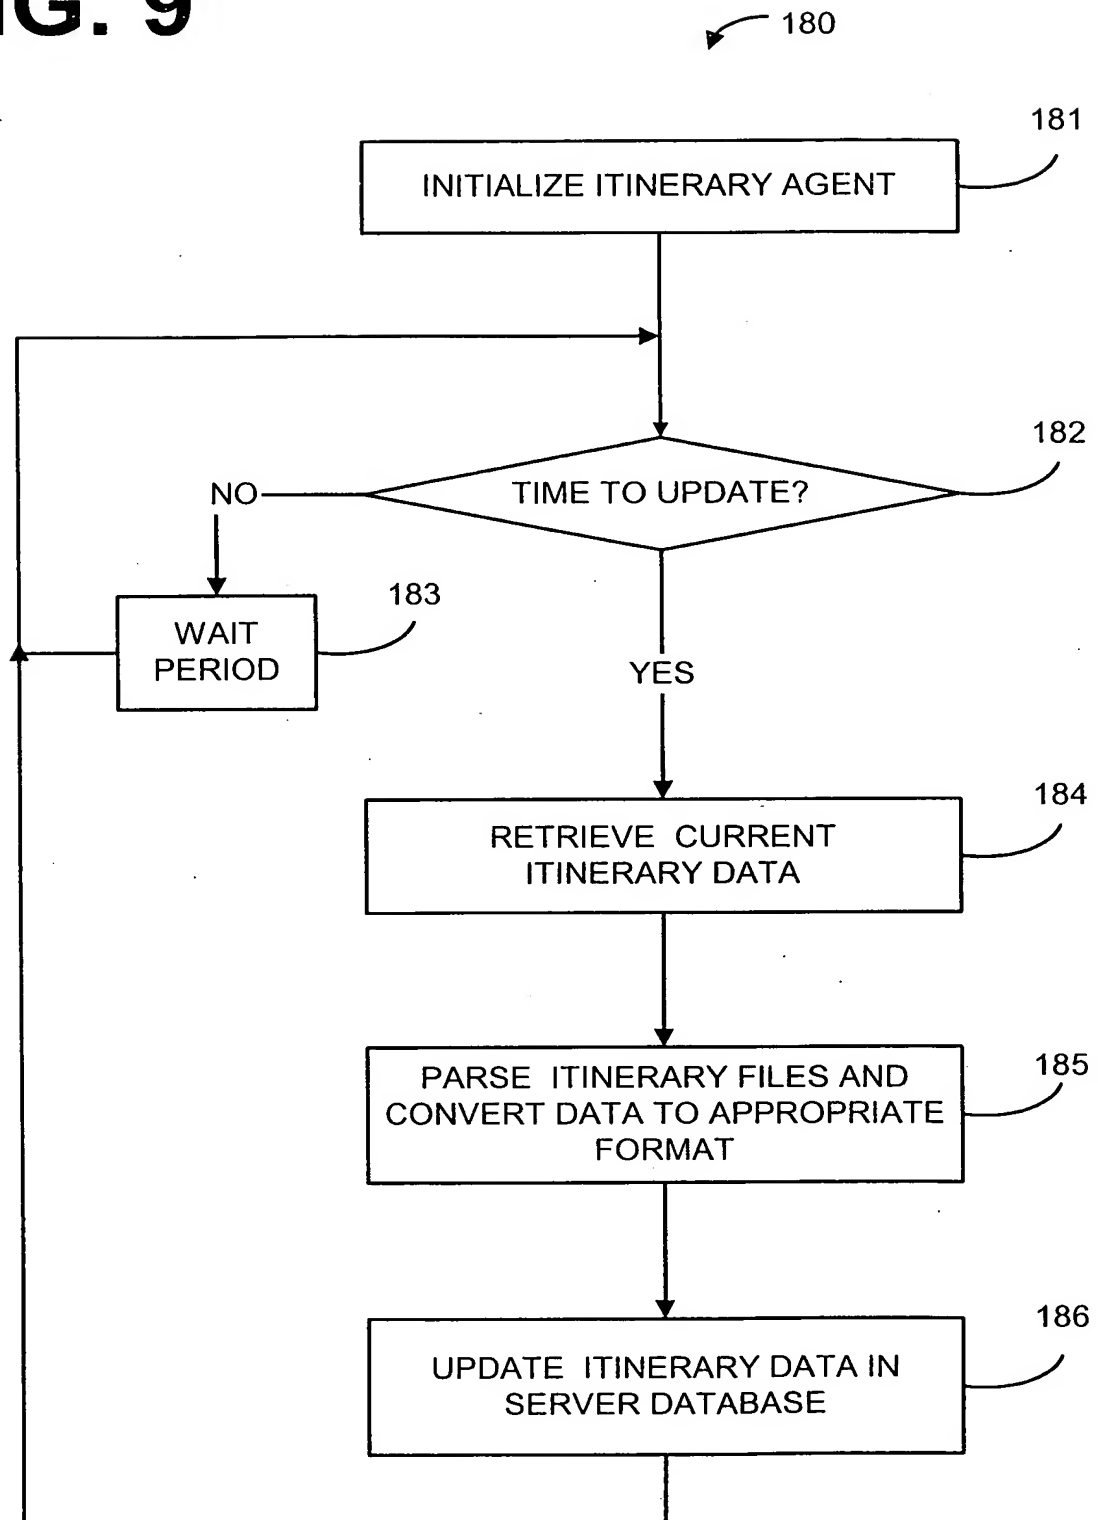 IG. 9
180
181
INITIALIZE ITINERARY AGENT
182
TIME TO UPDATE?
NO
183
WAIT
PERIOD
YES
184
RETRIEVE CURRENT
ITINERARY DATA
185
PARSE ITINERARY FILES AND
CONVERT DATA TO APPROPRIATE
FORMAT
186
UPDATE ITINERARY DATA IN
SERVER DATABASE